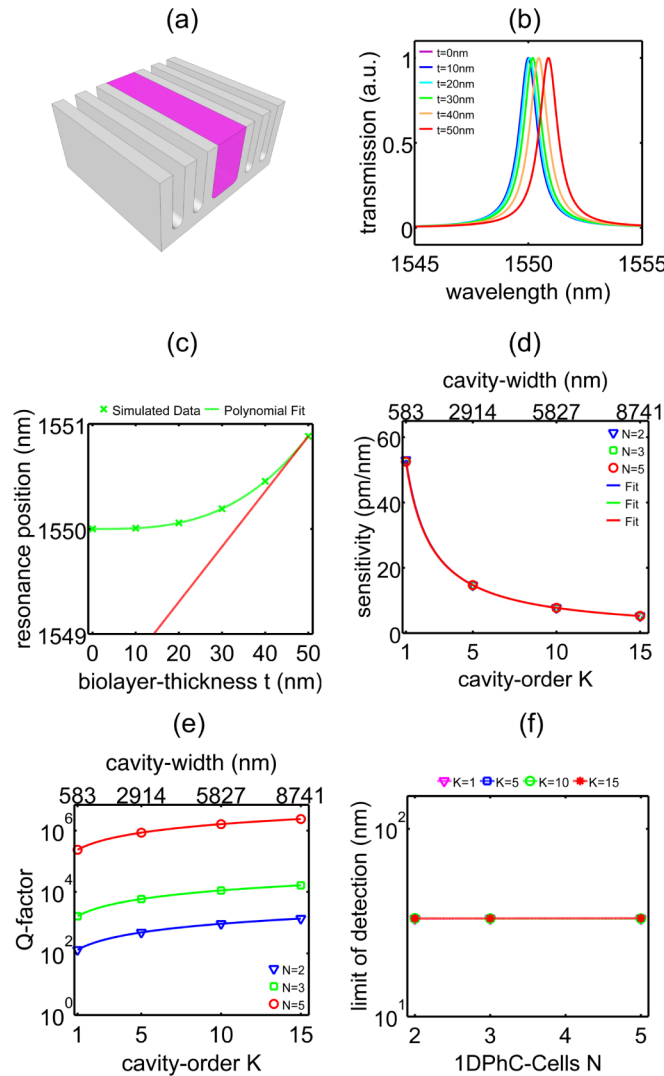 (a)
(b)
transmission (a.u.)
1
0.5
0
t=0nm
t=10nm
t=20nm
t=30nm
t=40nm
t=50nm
1545 1550 1555
wavelength (nm)
(c)
Simulated Data Polynomial Fit
resonance position (nm)
1551
1550
1549
0 10 20 30 40 50
biolayer-thickness t (nm)
(d)
cavity-width (nm)
583 2914 5827 8741
sensitivity (pm/nm)
60
40
20
0
N=2
N=3
N=5
Fit
Fit
Fit
1 5 10 15
cavity-order K
(e)
cavity-width (nm)
583 2914 5827 8741
Q-factor
10^6
10^4
10^2
10^0
N=2
N=3
N=5
1 5 10 15
cavity-order K
(f)
K=1 K=5 K=10 K=15
limit of detection (nm)
10^2
10^1
2 3 4 5
1DPhC-Cells N